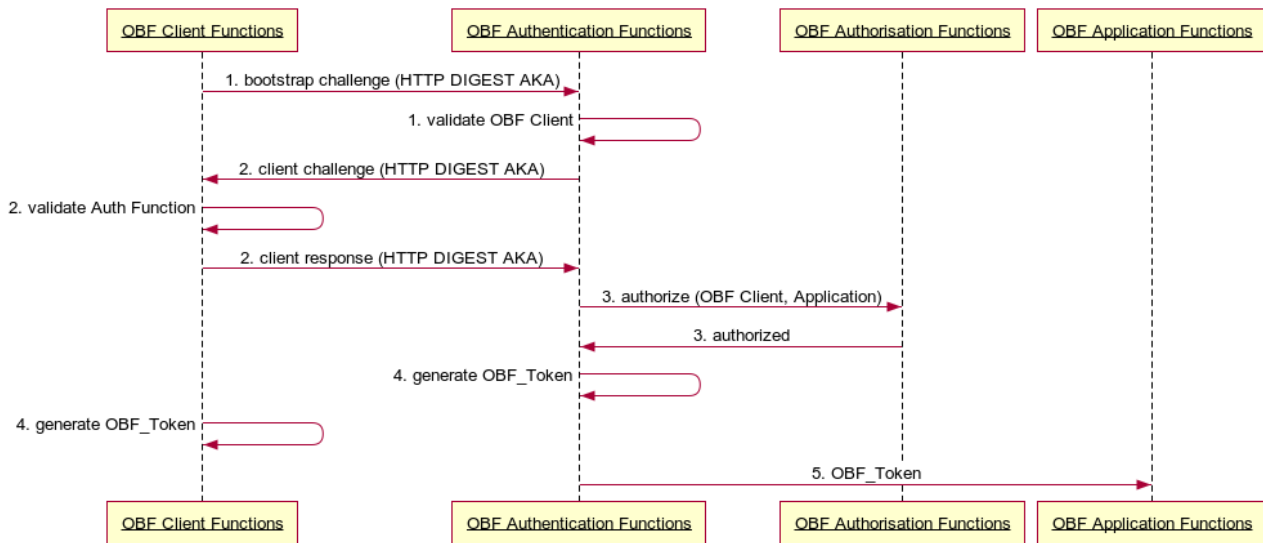 OBF Client Functions
OBF Authentication Functions
OBF Authorisation Functions
OBF Application Functions
1. bootstrap challenge (HTTP DIGEST AKA)
1. validate OBF Client
2. client challenge (HTTP DIGEST AKA)
2. validate Auth Function
2. client response (HTTP DIGEST AKA)
3. authorize (OBF Client, Application)
3. authorized
4. generate OBF_Token
4. generate OBF_Token
5. OBF_Token
OBF Client Functions
OBF Authentication Functions
OBF Authorisation Functions
OBF Application Functions